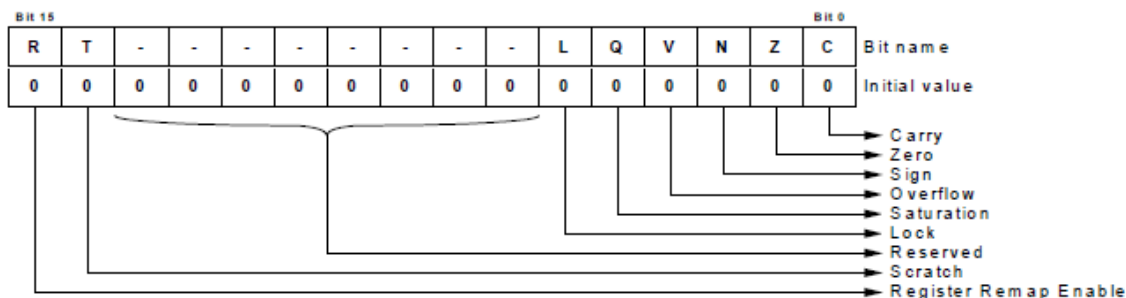 Bit 15 Bit 0
R T - - - - - - - - L Q V N Z C Bit name
0 0 0 0 0 0 0 0 0 0 0 0 0 0 0 0 Initial value
Carry
Zero
Sign
Overflow
Saturation
Lock
Reserved
Scratch
Register Remap Enable